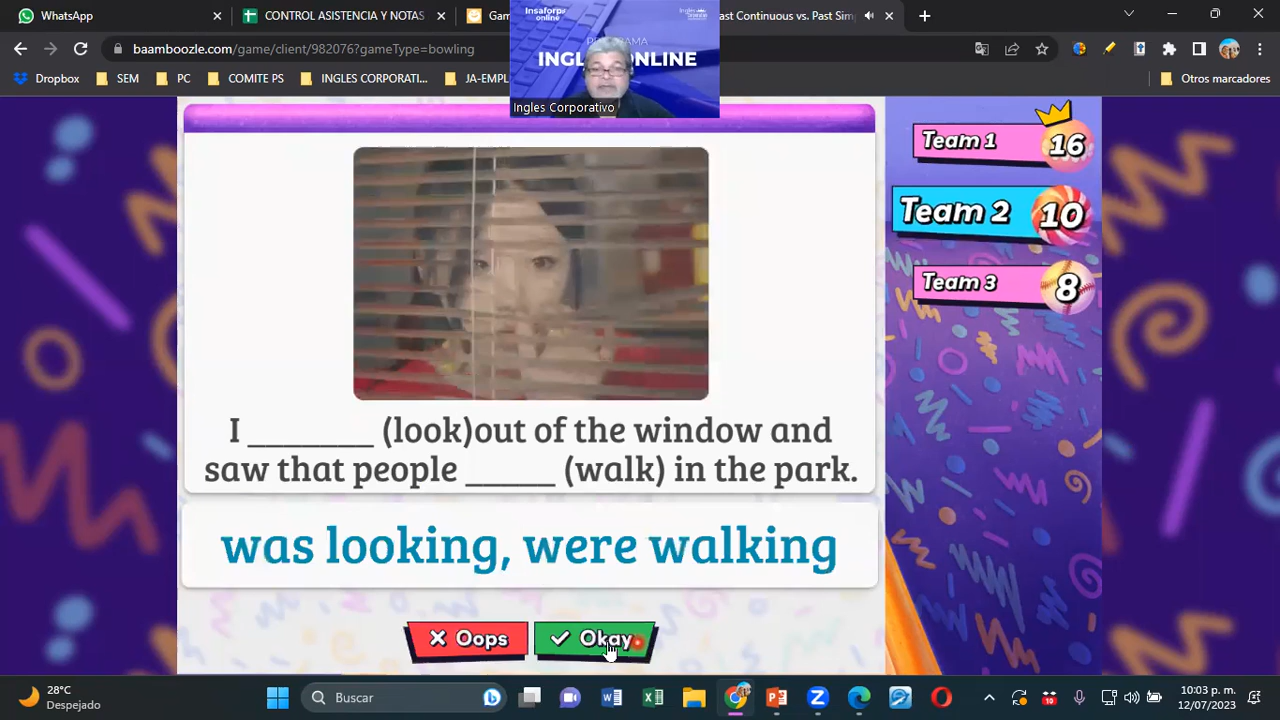 WhatsApp
CONTROL ASISTENCIA Y NOTAS
Gam
ast Continuous vs. Past Sim
baamboozle.com/game/client/982076?gameType=bowling
Dropbox
SEM
PC
COMITE PS
INGLES CORPORATI...
JA-EMPL
Otros marcadores
Insaforp
online
Ingles Corporativo
Team 1 16
Team 2 10
Team 3 8
I _______ (look)out of the window and
saw that people _____ (walk) in the park.
was looking, were walking
Oops
Okay
28°C
Despejado
Buscar
10:03 p. m.
12/07/2023